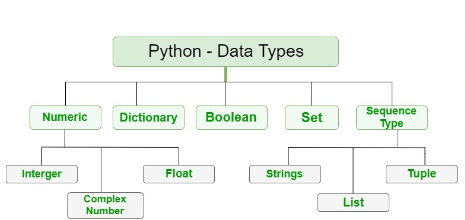 Python - Data Types
Numeric
Dictionary
Boolean
Set
Sequence
Type
Interger
Complex
Number
Float
Strings
List
Tuple